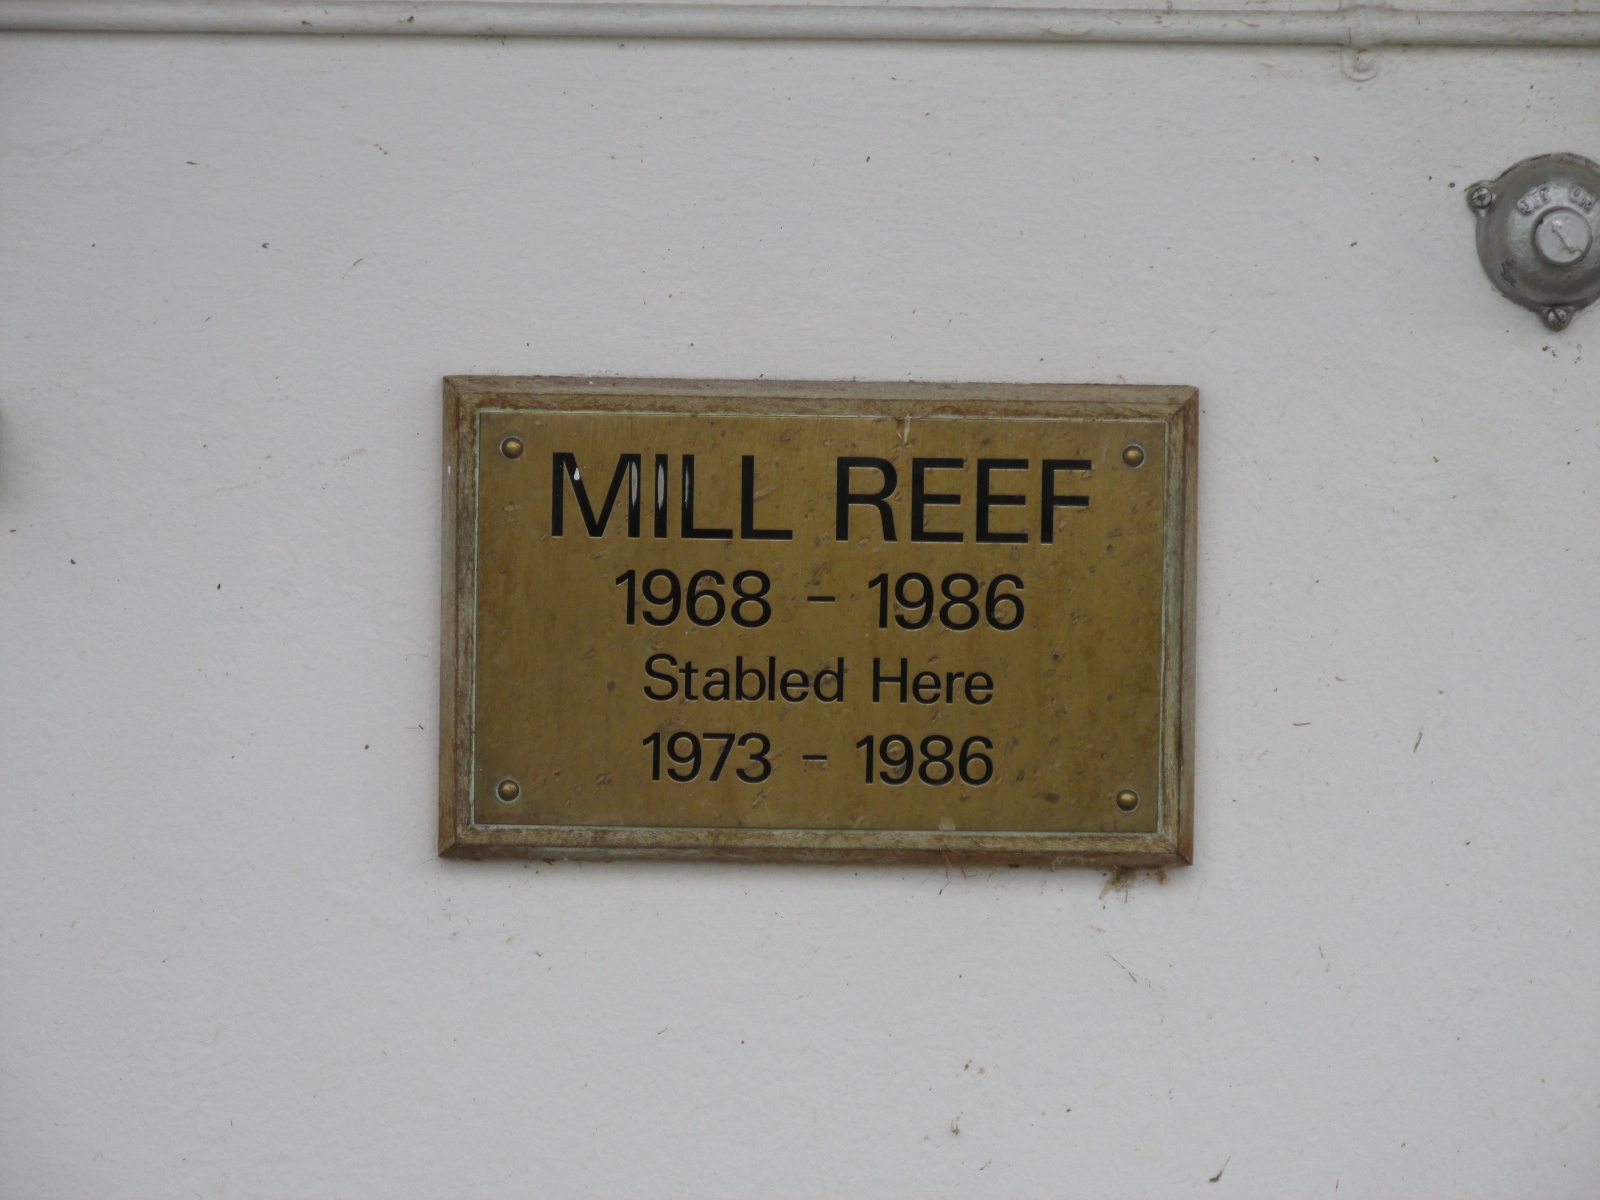 MILL REEF
1968 - 1986
Stabled Here
1973 - 1986